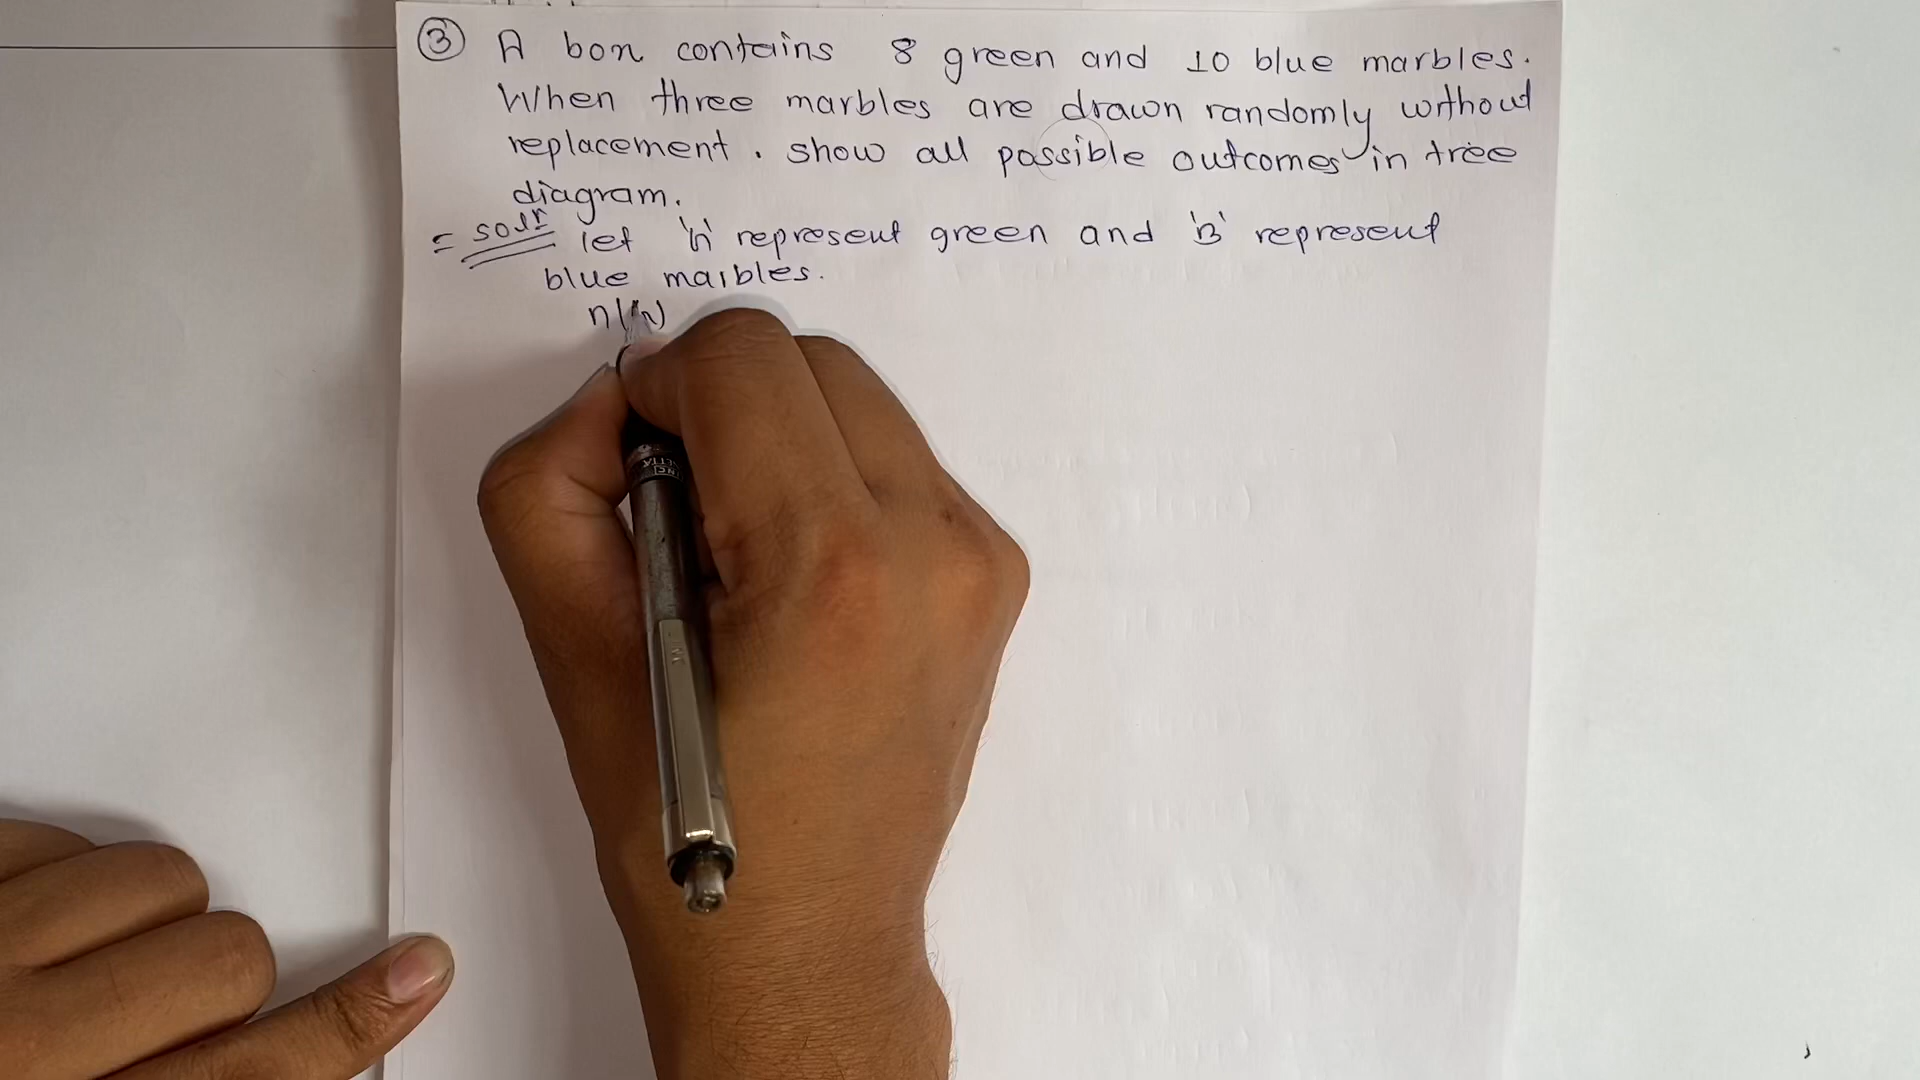 ③ A box contains 8 green and 10 blue marbles.
When three marbles are drawn randomly without
replacement. show all possible outcomes in tree
diagram.
= soln let 'G' represent green and 'B' represent
blue marbles.
n(G)